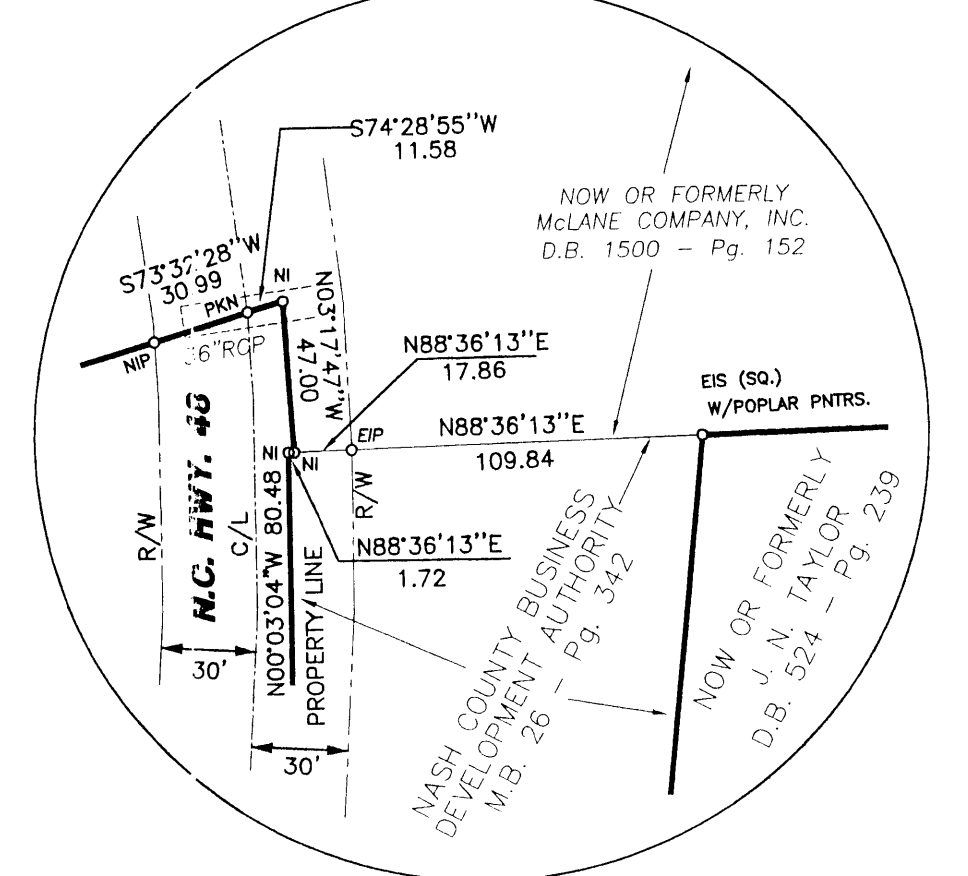 S74°28'55"W
11.58
NOW OR FORMERLY
McLANE COMPANY, INC.
D.B. 1500 – Pg. 152
30.99
PKN
NI
N03°17'47"W
47.00
NIP
N88°36'13"E
17.86
EIS (SQ.)
W/POPLAR PNTRS.
EIP
N88°36'13"E
109.84
NI
NI
N.C. HWY. 48
R/W
C/L
N00°03'04"W 80.48
R/W
N88°36'13"E
1.72
PROPERTY LINE
30'
30'
NASH COUNTY BUSINESS
DEVELOPMENT AUTHORITY
M.B. 26 – Pg. 342
NOW OR FORMERLY
J. N. TAYLOR
D.B. 524 – Pg. 239